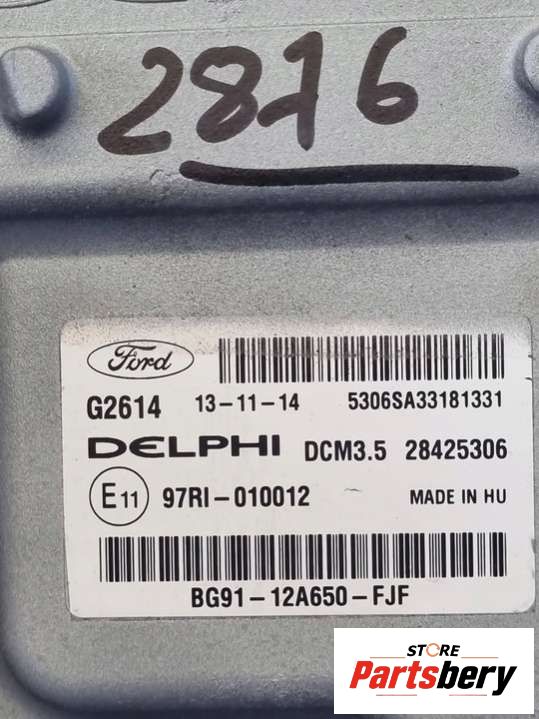 2876
Ford
G2614 13-11-14 5306SA33181331
DELPHI DCM3.5 28425306
E11 97RI-010012 MADE IN HU
BG91-12A650-FJF
STORE
Partsbery